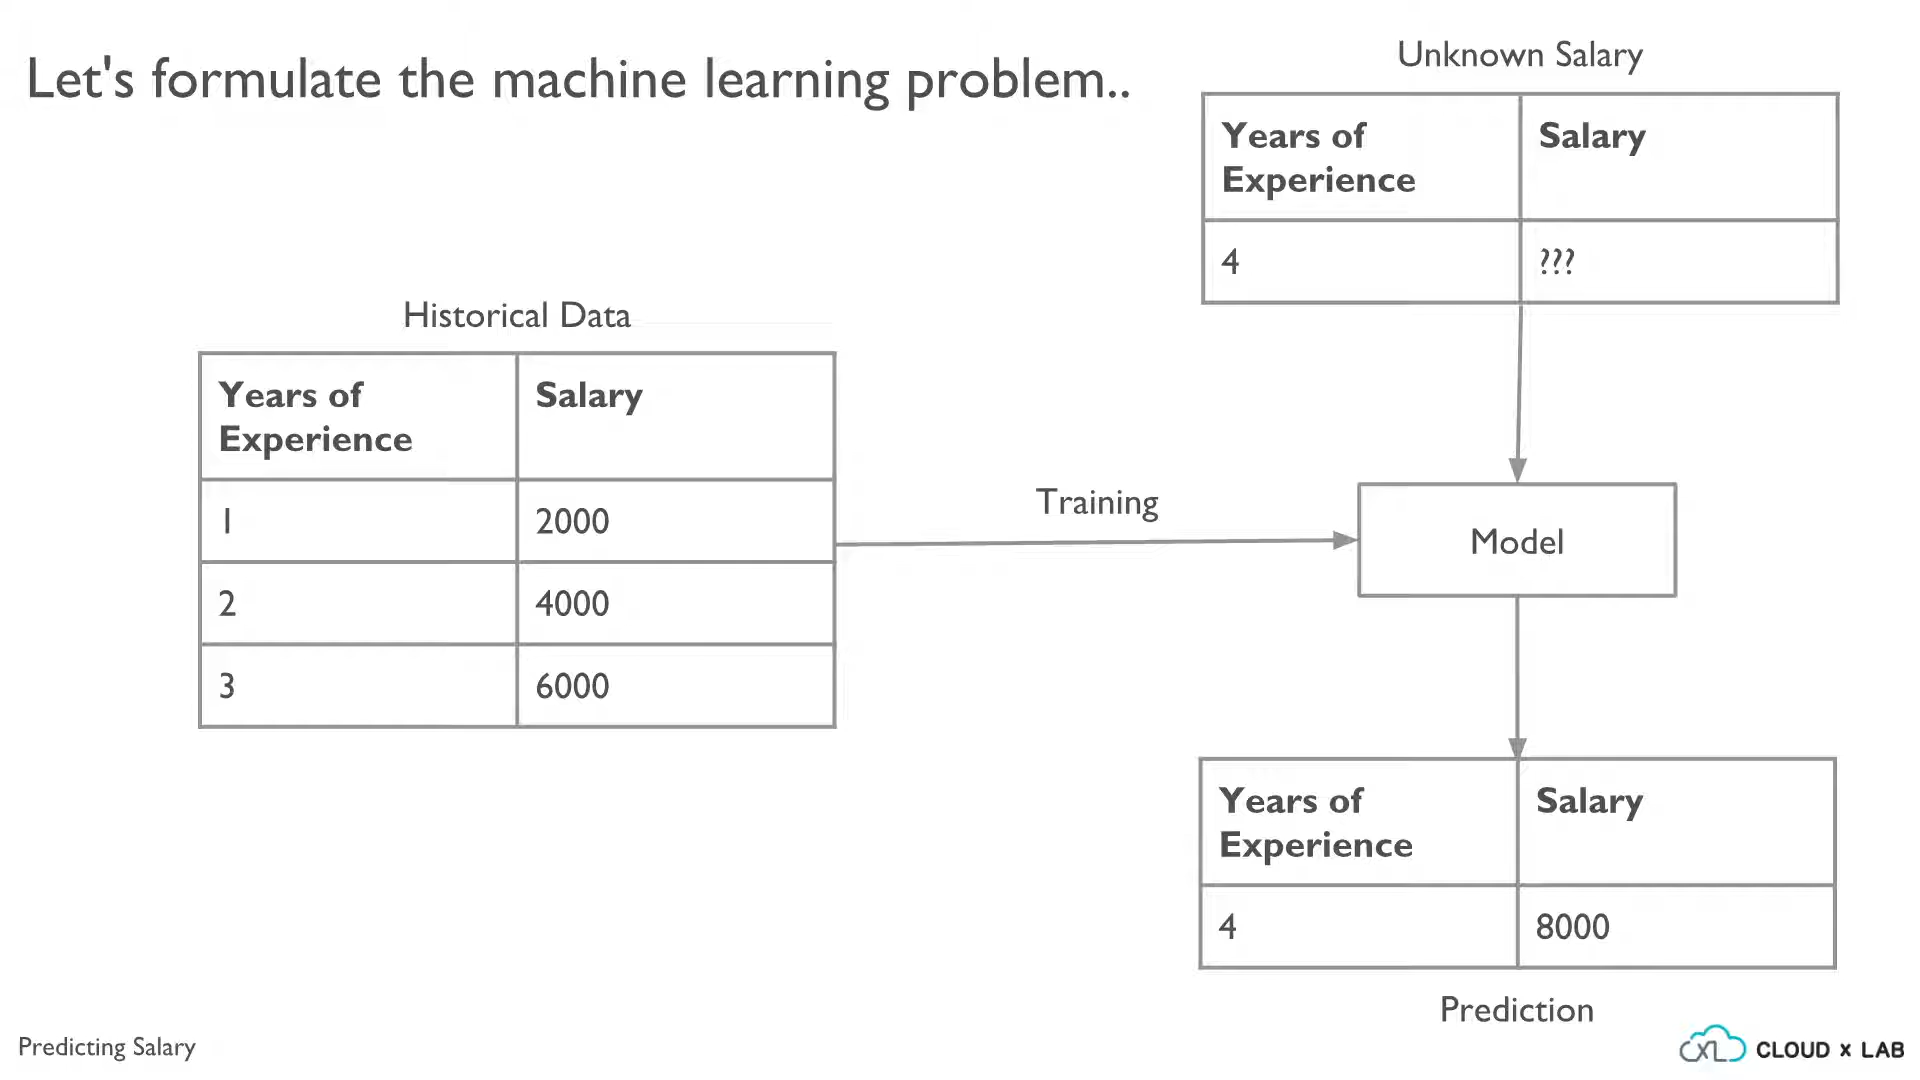 Let's formulate the machine learning problem..
Unknown Salary
Years of Experience
Salary
4
???
Historical Data
Years of Experience
Salary
1
2000
2
4000
3
6000
Training
Model
Years of Experience
Salary
4
8000
Prediction
Predicting Salary
CXL CLOUD x LAB